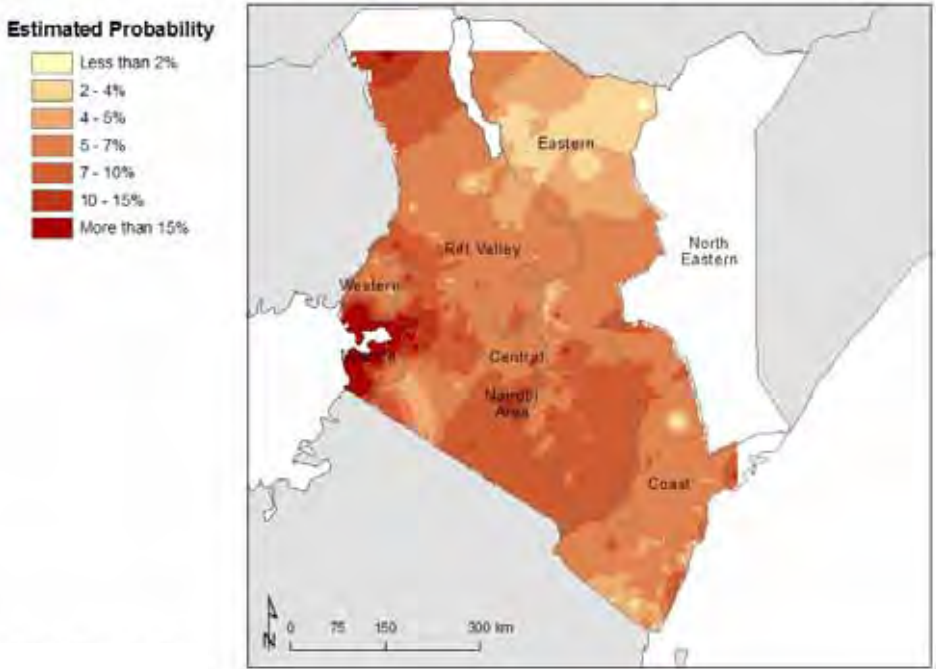 Estimated Probability
Less than 2%
2 - 4%
4 - 5%
5 - 7%
7 - 10%
10 - 15%
More than 15%
Eastern
Rift Valley
North
Eastern
Western
Central
Nairobi
Area
Coast
N
0 75 150 300 km